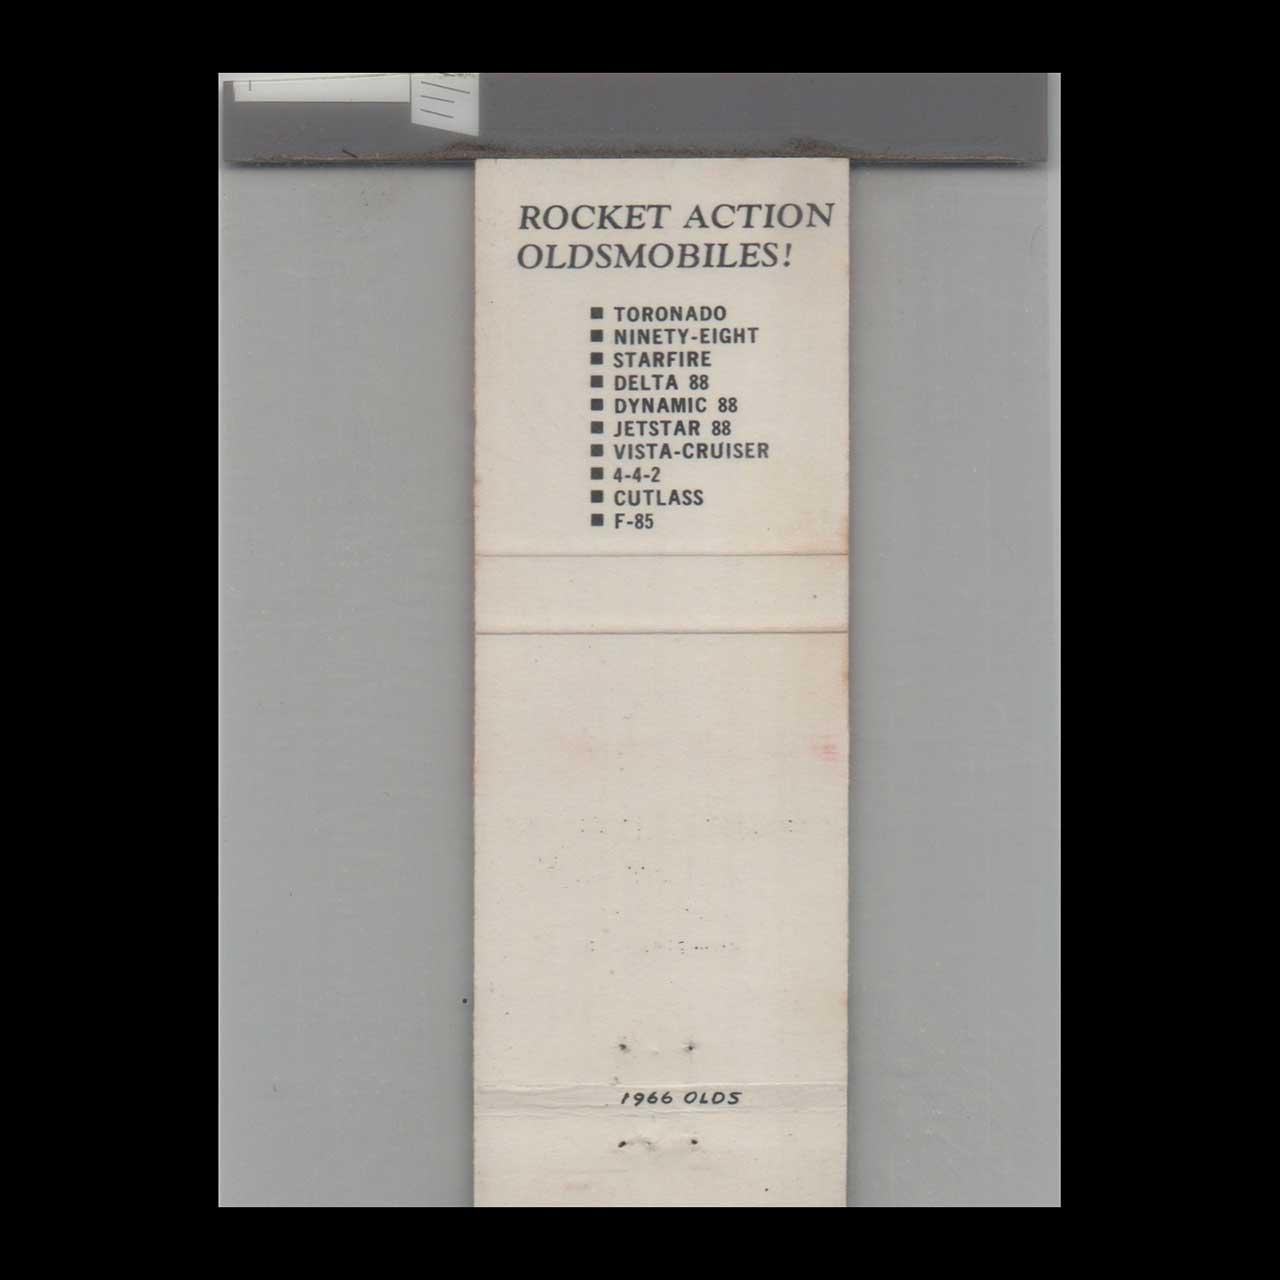 ROCKET ACTION
OLDSMOBILES!
■ TORONADO
■ NINETY-EIGHT
■ STARFIRE
■ DELTA 88
■ DYNAMIC 88
■ JETSTAR 88
■ VISTA-CRUISER
■ 4-4-2
■ CUTLASS
■ F-85
1966 OLDS